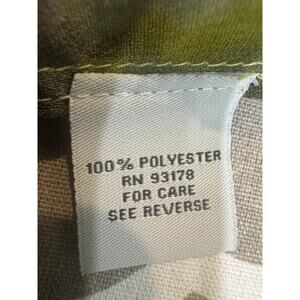 100% POLYESTER
RN 93178
FOR CARE
SEE REVERSE